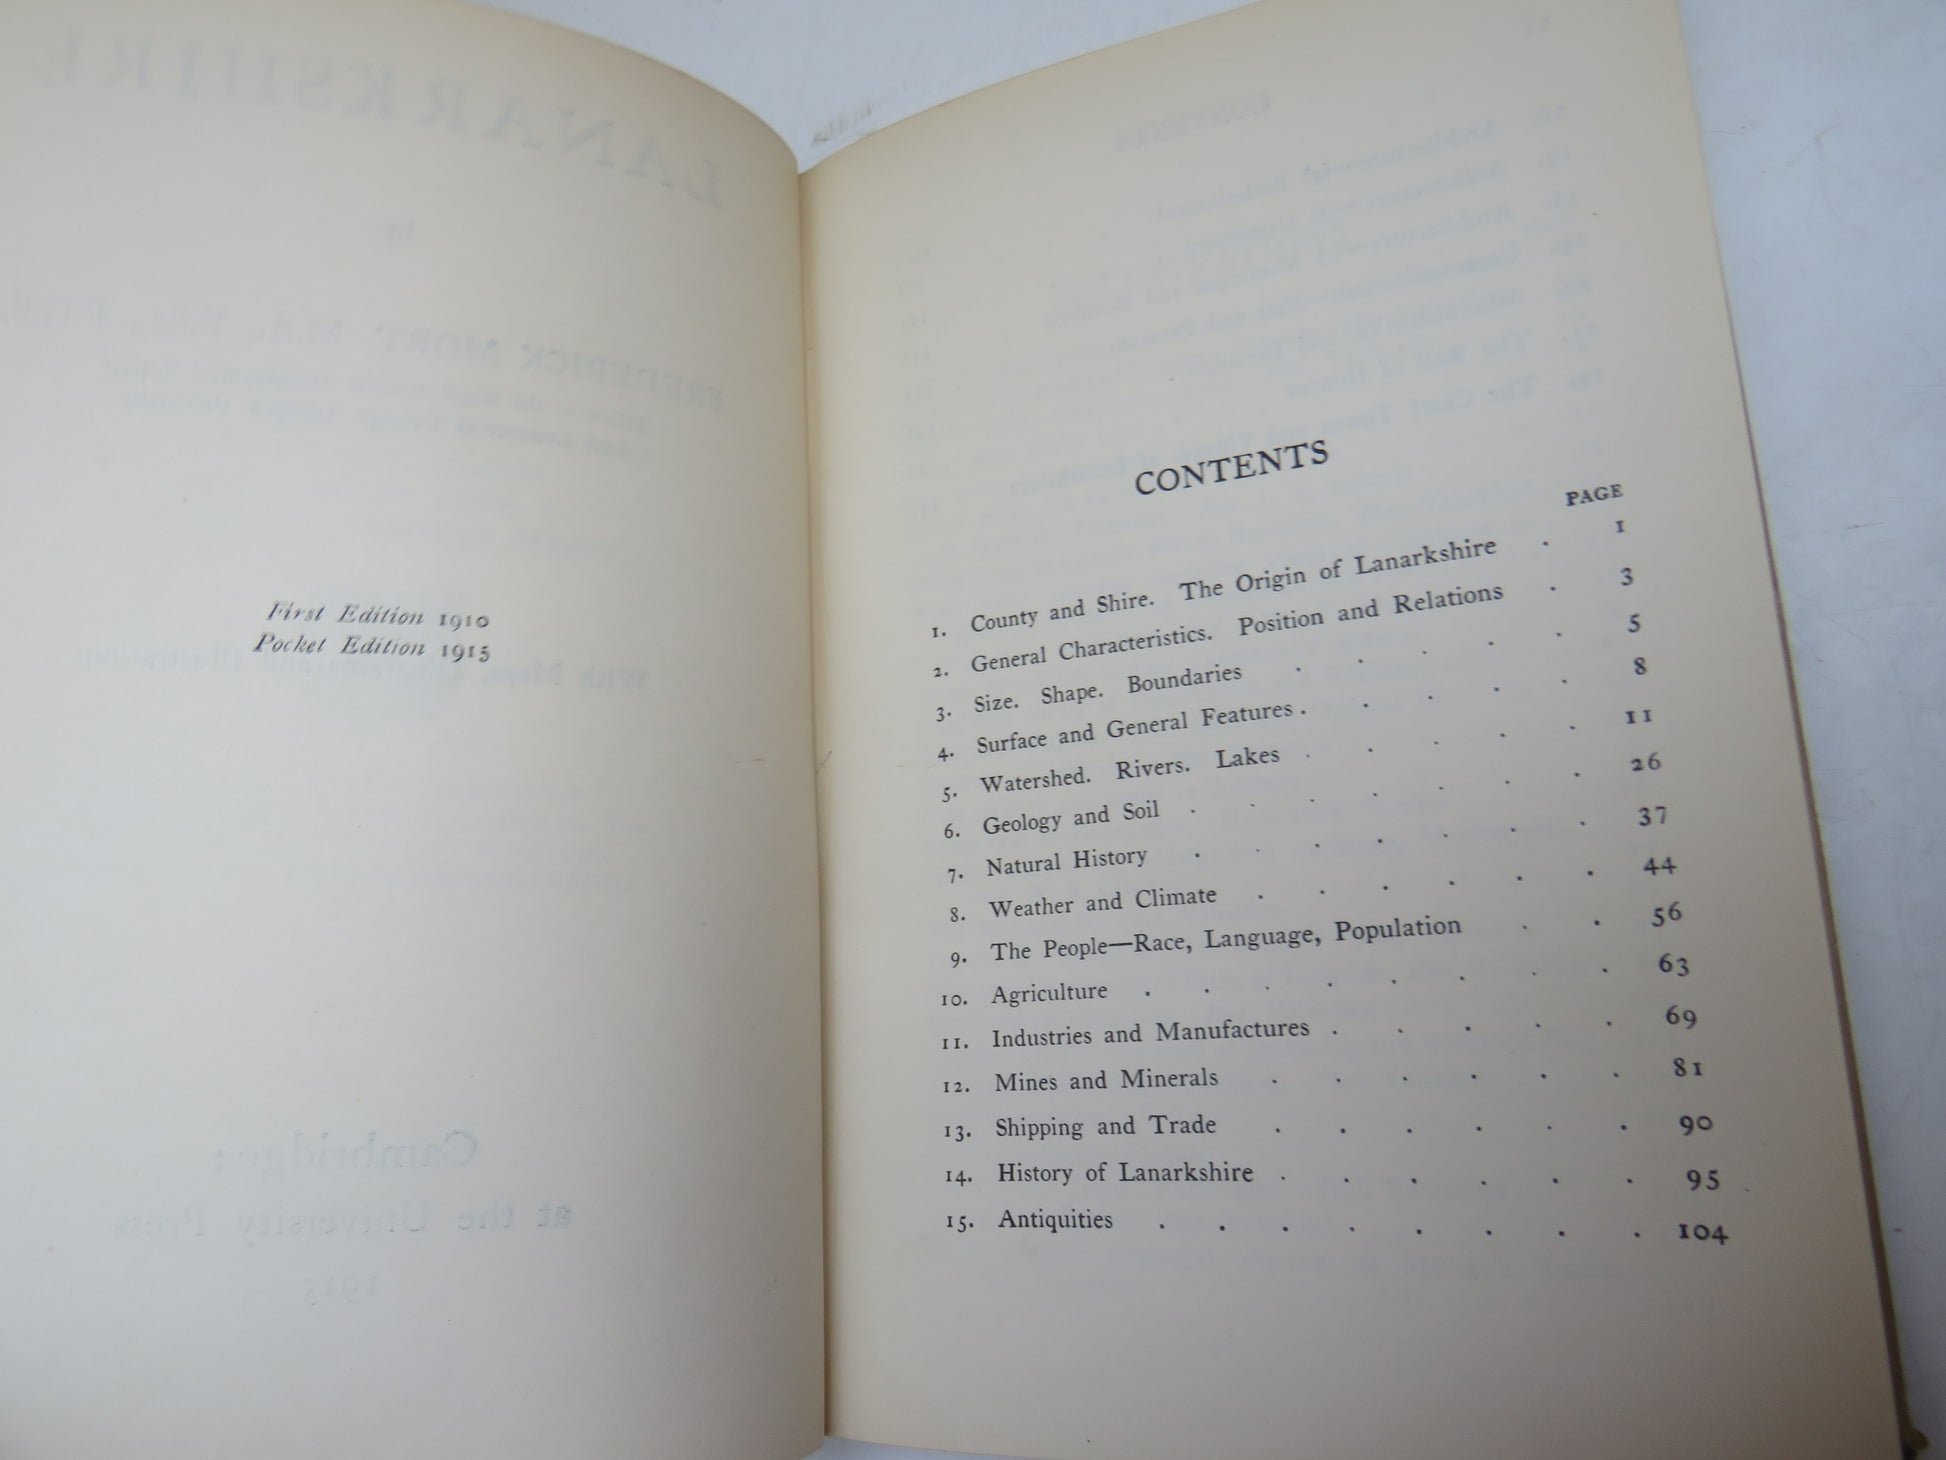 First Edition 1910
Pocket Edition 1915
CONTENTS
PAGE
1. County and Shire. The Origin of Lanarkshire . 1
2. General Characteristics. Position and Relations . 3
3. Size. Shape. Boundaries . . . . . 5
4. Surface and General Features . . . . . 8
5. Watershed. Rivers. Lakes . . . . . 11
6. Geology and Soil . . . . . . . 26
7. Natural History . . . . . . . 37
8. Weather and Climate . . . . . . 44
9. The People—Race, Language, Population . . 56
10. Agriculture . . . . . . . . 63
11. Industries and Manufactures . . . . . 69
12. Mines and Minerals . . . . . . 81
13. Shipping and Trade . . . . . . 90
14. History of Lanarkshire . . . . . . 95
15. Antiquities . . . . . . . . 104